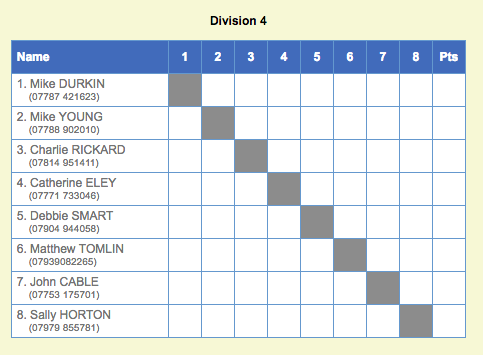 Division 4
Name 1 2 3 4 5 6 7 8 Pts
1. Mike DURKIN
(07787 421623)
2. Mike YOUNG
(07788 902010)
3. Charlie RICKARD
(07814 951411)
4. Catherine ELEY
(07771 733046)
5. Debbie SMART
(07904 944058)
6. Matthew TOMLIN
(07939082265)
7. John CABLE
(07753 175701)
8. Sally HORTON
(07979 855781)